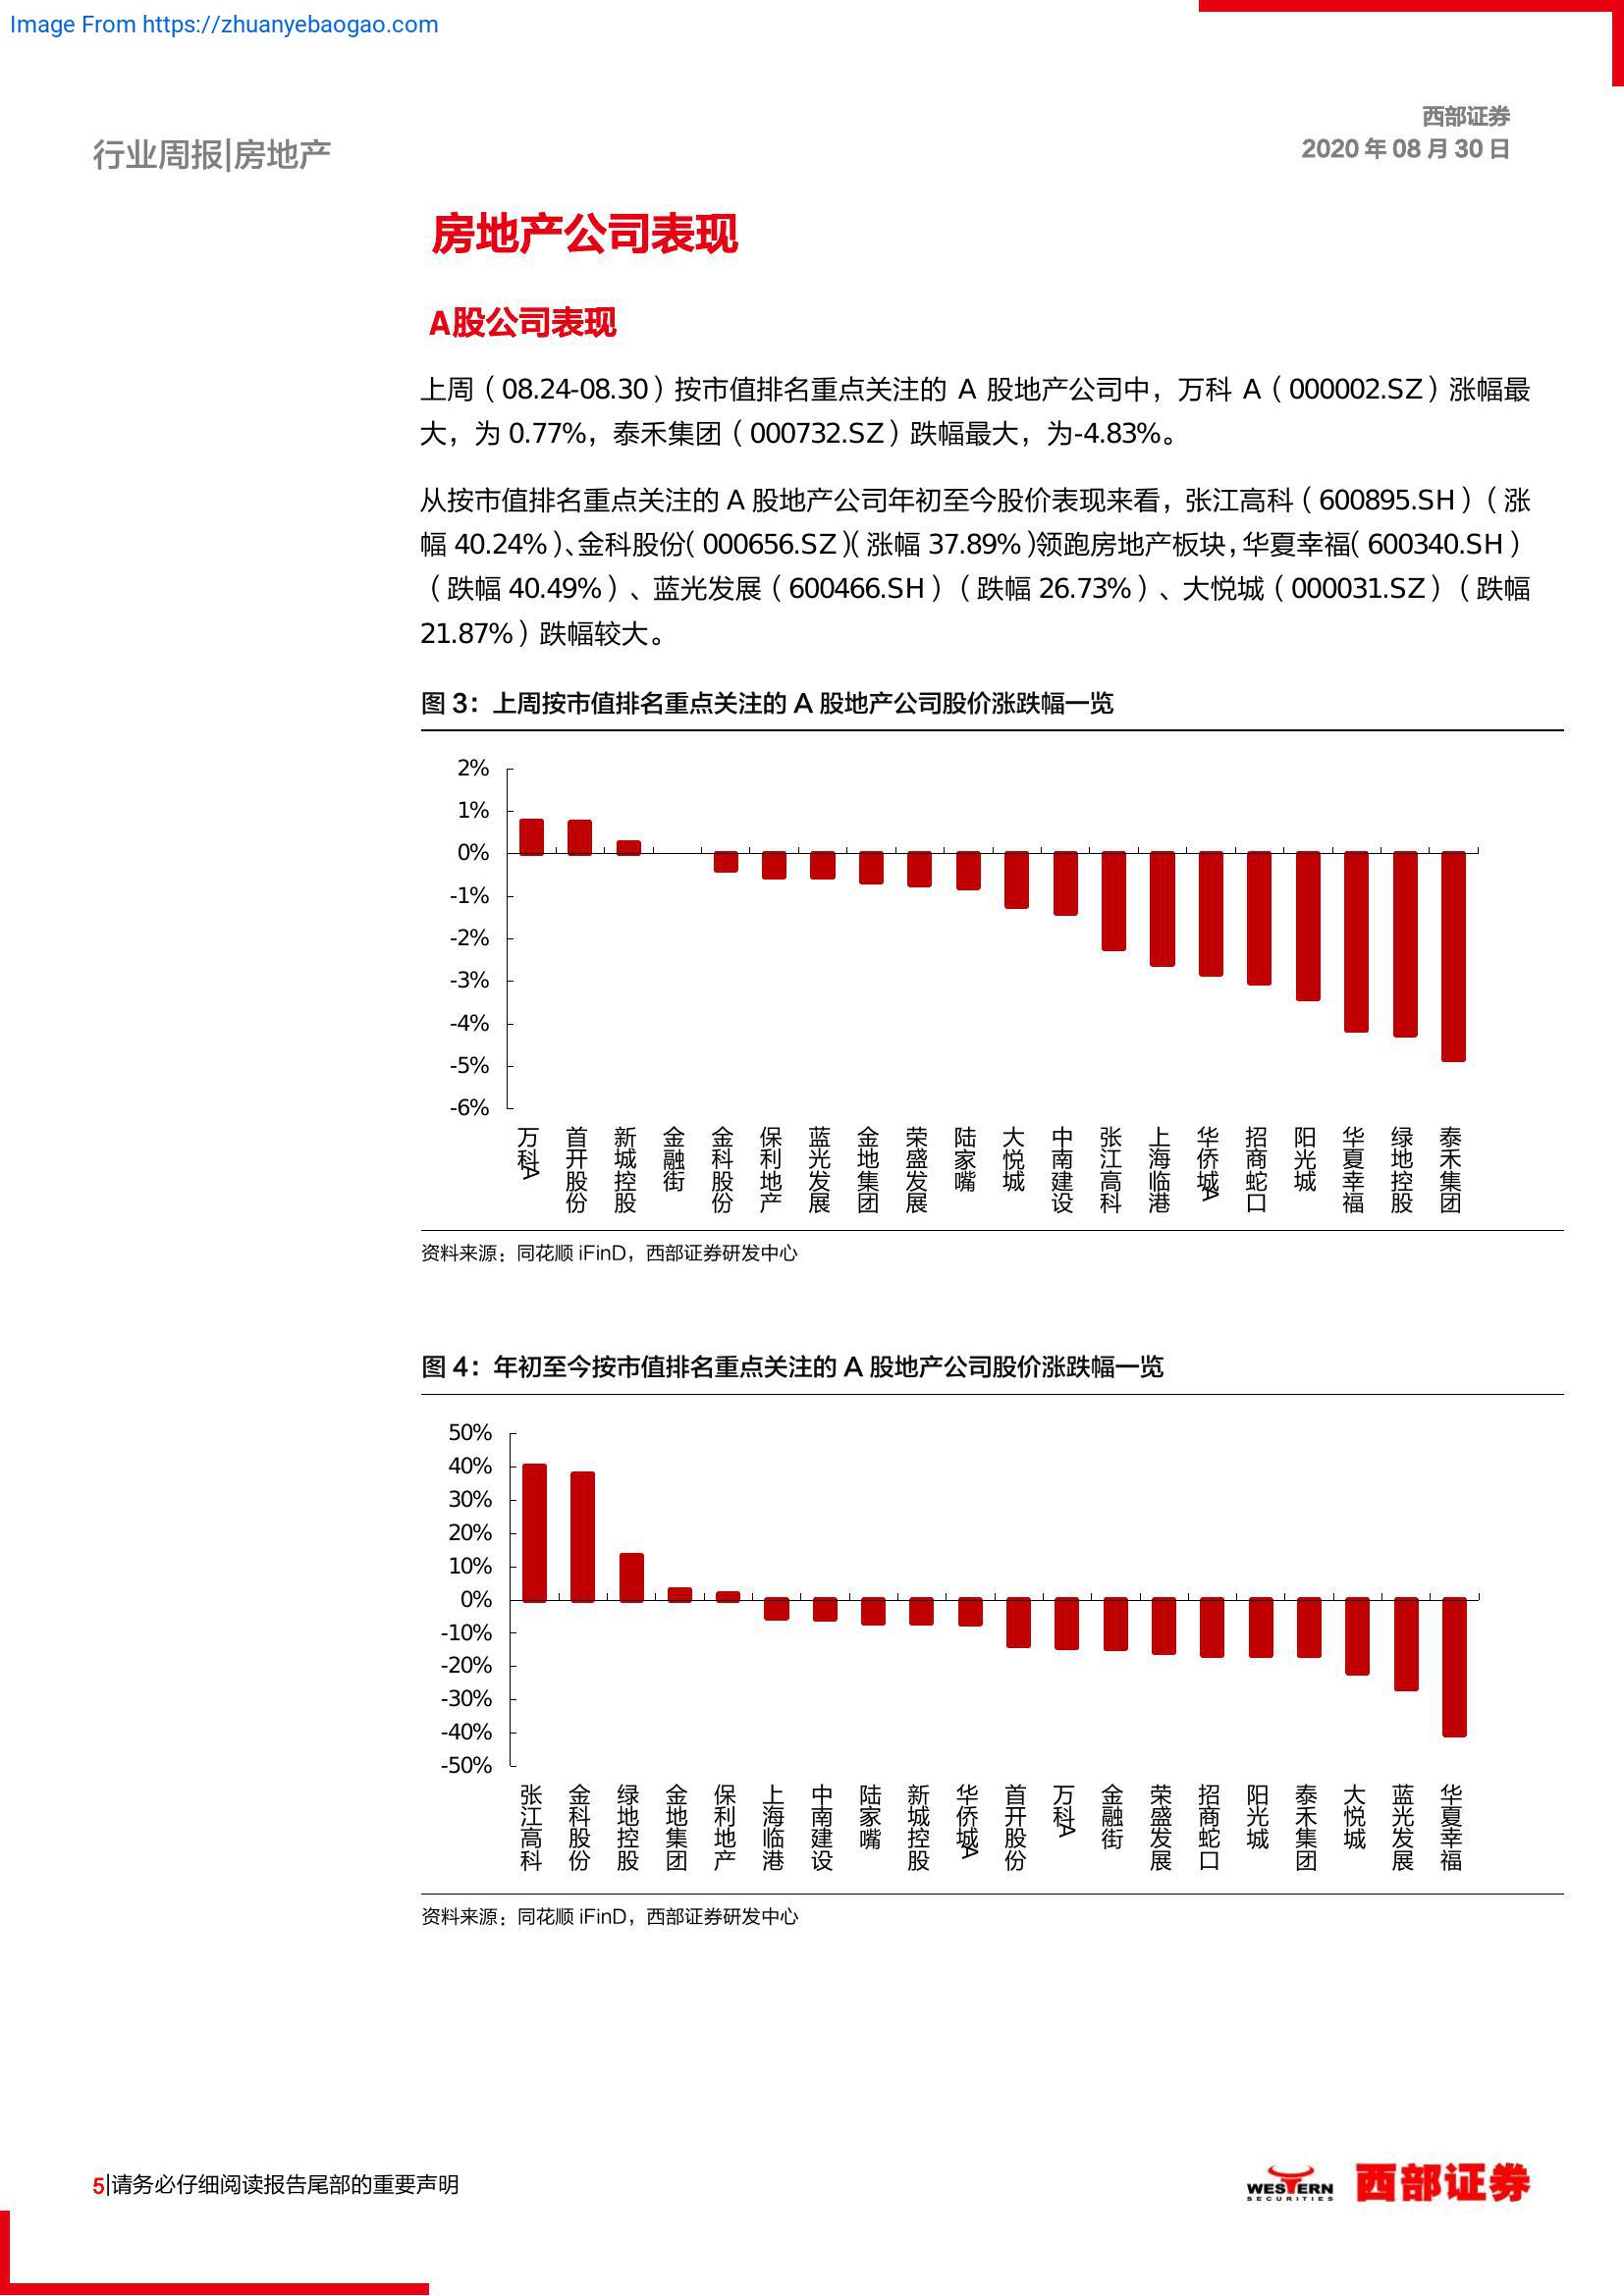 Image From https://zhuanyebaogao.com
西部证券
行业周报|房地产
2020 年 08 月 30 日
房地产公司表现
A股公司表现
上周（08.24-08.30）按市值排名重点关注的 A 股地产公司中，万科 A（000002.SZ）涨幅最
大，为 0.77%，泰禾集团（000732.SZ）跌幅最大，为-4.83%。
从按市值排名重点关注的 A 股地产公司年初至今股价表现来看，张江高科（600895.SH）（涨
幅 40.24%）、金科股份（000656.SZ）（涨幅 37.89%）领跑房地产板块，华夏幸福（600340.SH）
（跌幅 40.49%）、蓝光发展（600466.SH）（跌幅 26.73%）、大悦城（000031.SZ）（跌幅
21.87%）跌幅较大。
图 3：上周按市值排名重点关注的 A 股地产公司股价涨跌幅一览
2%
1%
0%
-1%
-2%
-3%
-4%
-5%
-6%
万科A
首开股份
新城控股
金融街
金科股份
保利地产
蓝光发展
金地集团
荣盛发展
陆家嘴
大悦城
中南建设
张江高科
上海临港
华侨城A
招商蛇口
阳光城
华夏幸福
绿地控股
泰禾集团
资料来源：同花顺 iFinD，西部证券研发中心
图 4：年初至今按市值排名重点关注的 A 股地产公司股价涨跌幅一览
50%
40%
30%
20%
10%
0%
-10%
-20%
-30%
-40%
-50%
张江高科
金科股份
绿地控股
金地集团
保利地产
上海临港
中南建设
陆家嘴
新城控股
华侨城A
首开股份
万科A
金融街
荣盛发展
招商蛇口
阳光城
泰禾集团
大悦城
蓝光发展
华夏幸福
资料来源：同花顺 iFinD，西部证券研发中心
5|请务必仔细阅读报告尾部的重要声明
WESTERN
SECURITIES
西部证券